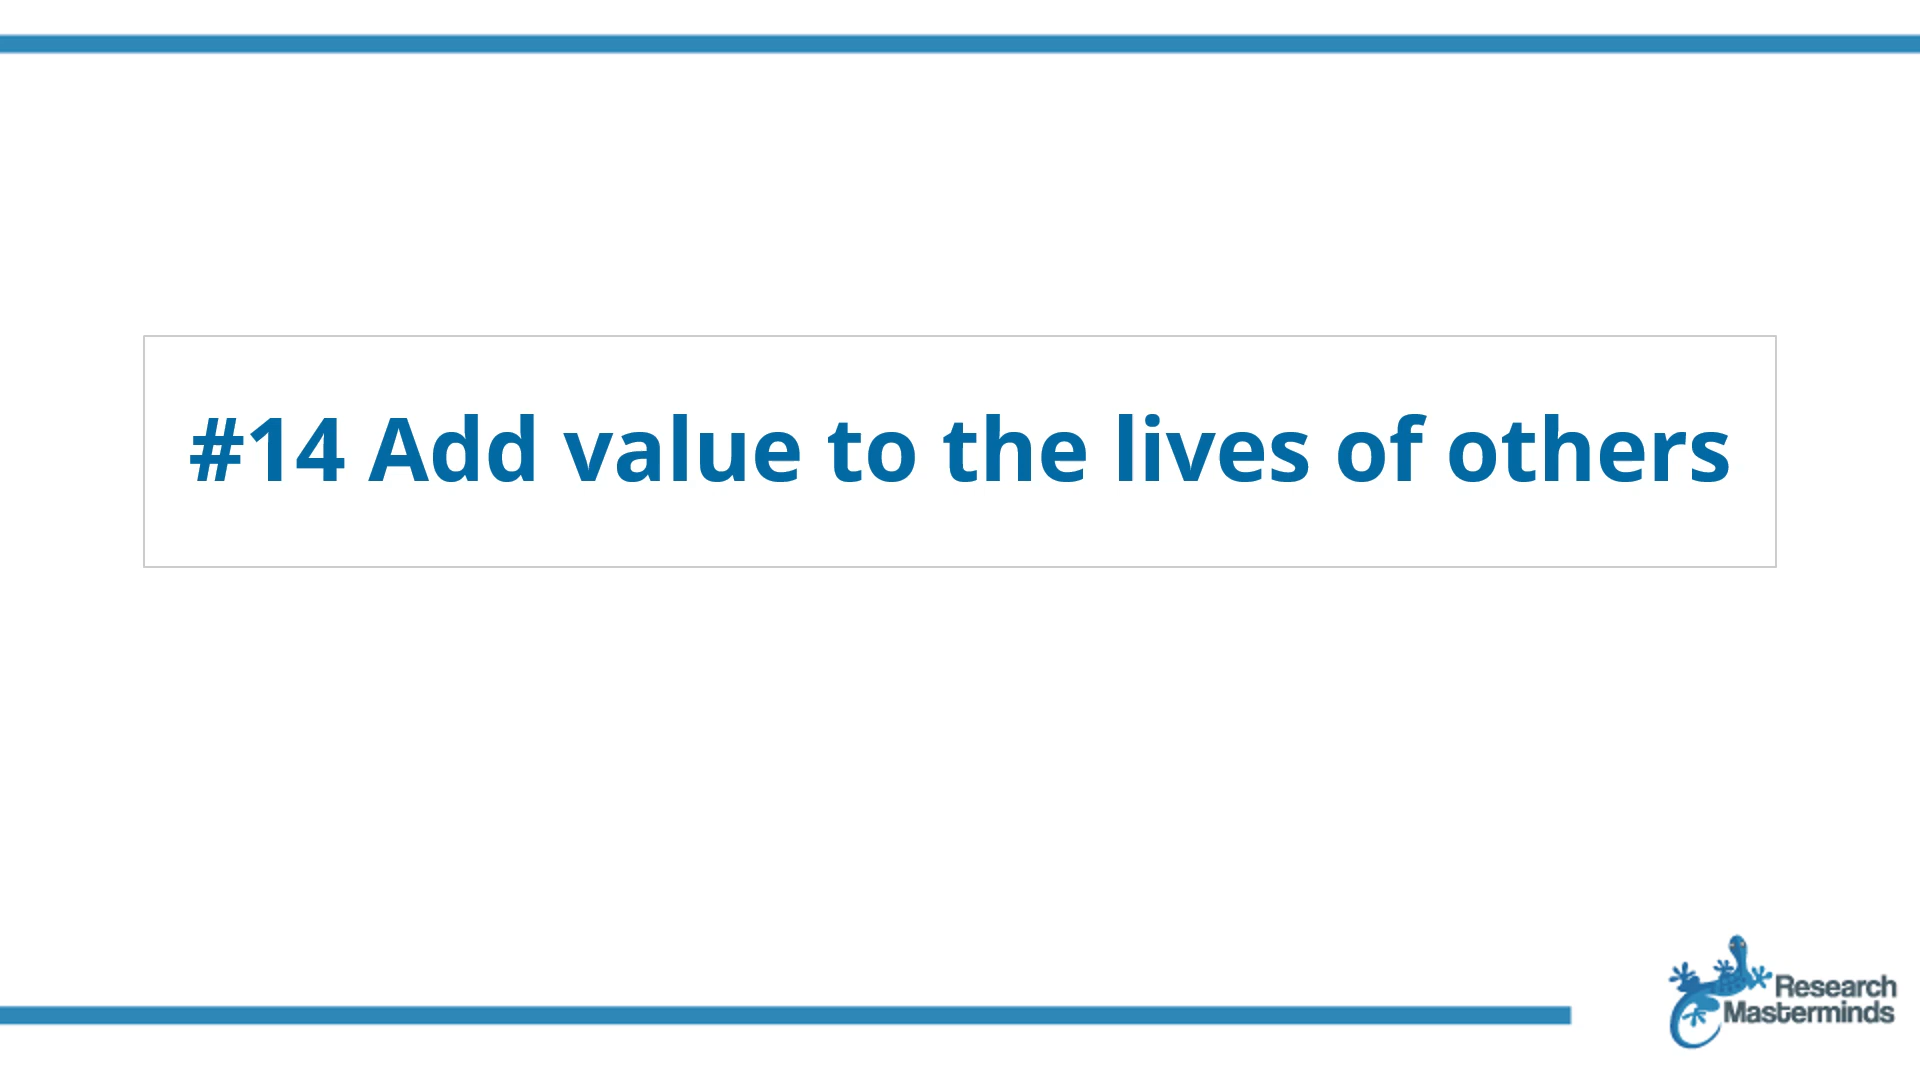 #14 Add value to the lives of others
Research
Masterminds